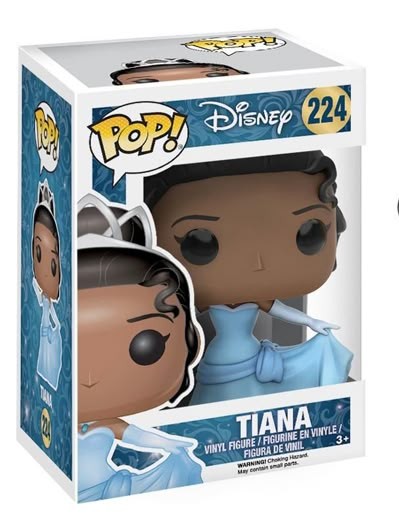 POP!
POP!
Disney
224
POP!
TIANA
224
TIANA
VINYL FIGURE / FIGURINE EN VINYLE /
FIGURA DE VINIL
3+
WARNING! Choking Hazard.
May contain small parts.